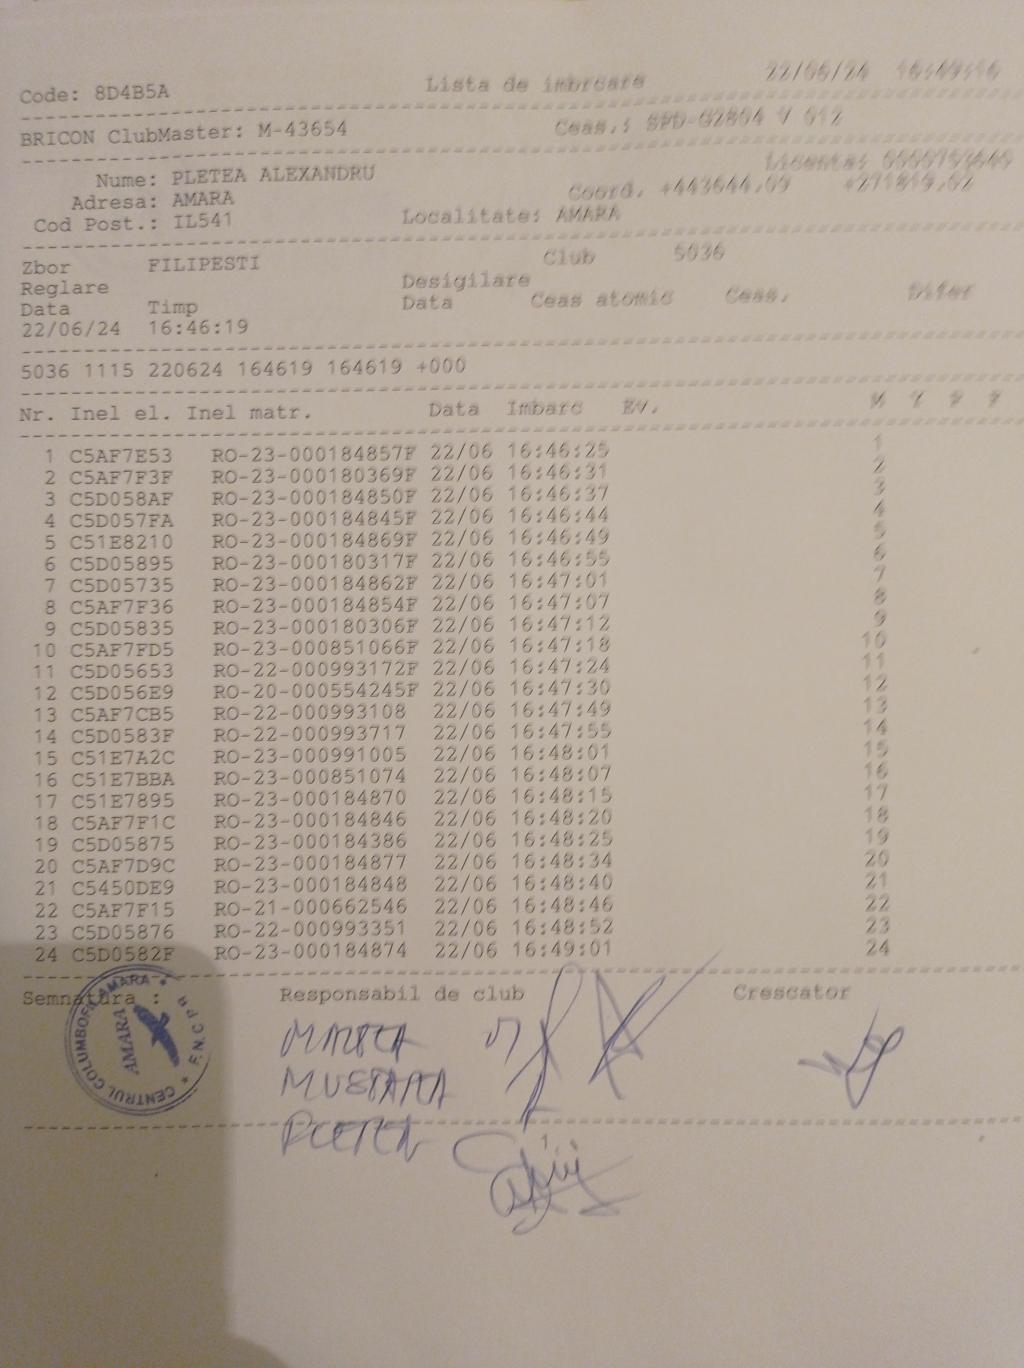 Code: 8D4B5A Lista de imbrcare 22/06/24 16:49:16
BRICON ClubMaster: M-43654 Ceas.: SPD-G2804 V 012
Licenta:
Nume: PLETEA ALEXANDRU Coord. +443644,09 +271819,02
Adresa: AMARA
Cod Post.: IL541 Localitate: AMARA
Zbor FILIPESTI Club 5036
Reglare Desigilare
Data Timp Data Ceas atomic Ceas. Difer
22/06/24 16:46:19
5036 1115 220624 164619 164619 +000
Nr. Inel el. Inel matr. Data Imbarc Ev. M
1 C5AF7E53 RO-23-000184857F 22/06 16:46:25 1
2 C5AF7F3F RO-23-000180369F 22/06 16:46:31 2
3 C5D058AF RO-23-000184850F 22/06 16:46:37 3
4 C5D057FA RO-23-000184845F 22/06 16:46:44 4
5 C51E8210 RO-23-000184869F 22/06 16:46:49 5
6 C5D05895 RO-23-000180317F 22/06 16:46:55 6
7 C5D05735 RO-23-000184862F 22/06 16:47:01 7
8 C5AF7F36 RO-23-000184854F 22/06 16:47:07 8
9 C5D05835 RO-23-000180306F 22/06 16:47:12 9
10 C5AF7FD5 RO-23-000851066F 22/06 16:47:18 10
11 C5D05653 RO-22-000993172F 22/06 16:47:24 11
12 C5D056E9 RO-20-000554245F 22/06 16:47:30 12
13 C5AF7CB5 RO-22-000993108 22/06 16:47:49 13
14 C5D0583F RO-22-000993717 22/06 16:47:55 14
15 C51E7A2C RO-23-000991005 22/06 16:48:01 15
16 C51E7BBA RO-23-000851074 22/06 16:48:07 16
17 C51E7895 RO-23-000184870 22/06 16:48:15 17
18 C5AF7F1C RO-23-000184846 22/06 16:48:20 18
19 C5D05875 RO-23-000184386 22/06 16:48:25 19
20 C5AF7D9C RO-23-000184877 22/06 16:48:34 20
21 C5450DE9 RO-23-000184848 22/06 16:48:40 21
22 C5AF7F15 RO-21-000662546 22/06 16:48:46 22
23 C5D05876 RO-22-000993351 22/06 16:48:52 23
24 C5D0582F RO-23-000184874 22/06 16:49:01 24
Semnatura : Responsabil de club Crescator
CENTRUL COLUMBOFIL AMARA * F.N.C.P.R *
AMARA
PLETEA